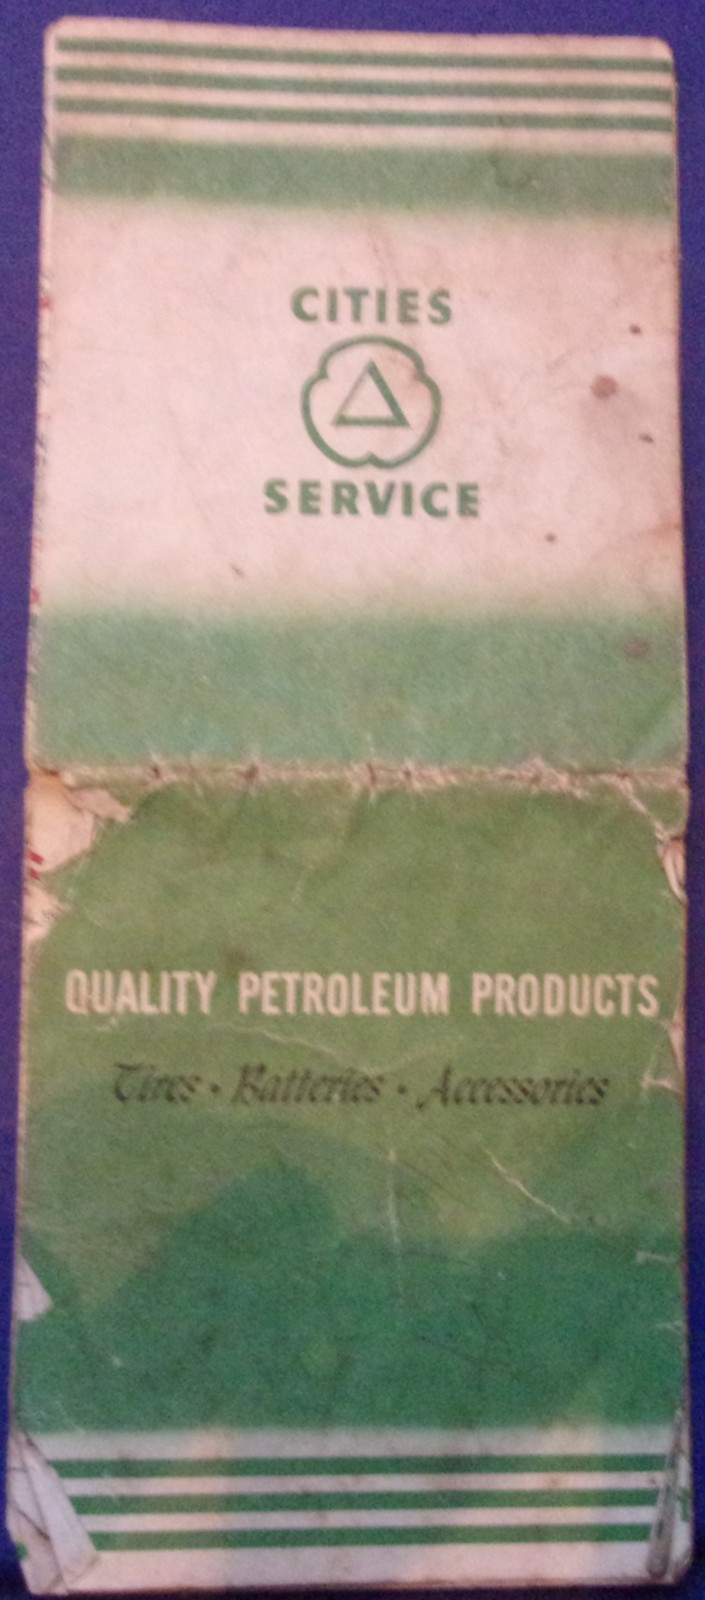 CITIES
SERVICE
QUALITY PETROLEUM PRODUCTS
Tires • Batteries • Accessories